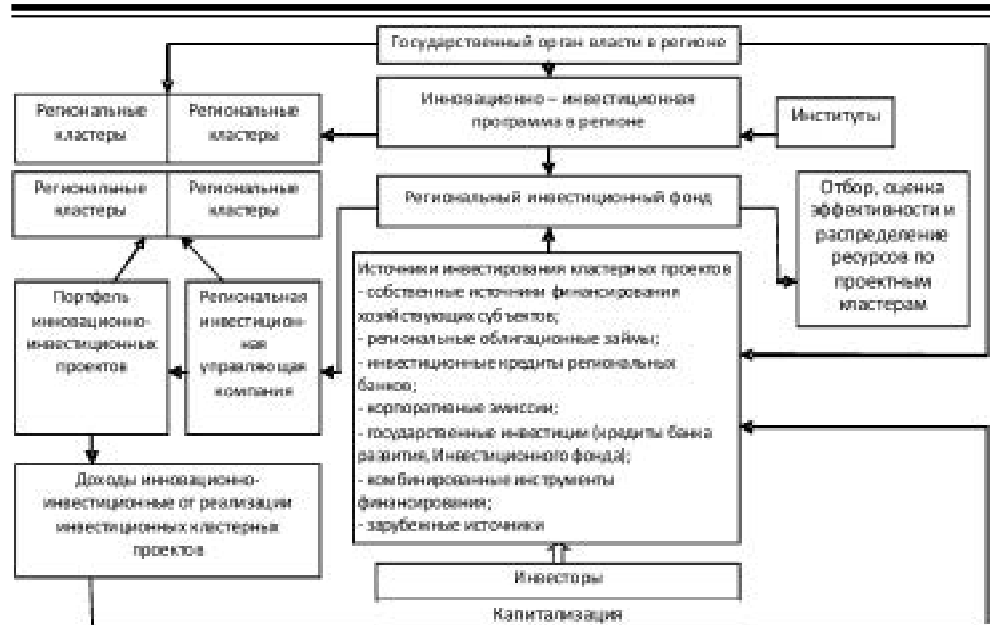 Государственный орган власти в регионе
Региональные
кластеры
Региональные
кластеры
Инновационно – инвестиционная
программа в регионе
Институты
Региональные
кластеры
Региональные
кластеры
Региональный инвестиционный фонд
Отбор, оценка
эффективности и
распределение
ресурсов по
проектным
кластерам
Портфель
инновационно-
инвестиционных
проектов
Региональная
инвестицион-
ная
управляющая
компания
Источники инвестирования кластерных проектов
- собственные источники финансирования
хозяйствующих субъектов;
- региональные облигационные займы;
- инвестиционные кредиты региональных
банков;
- корпоративные эмиссии;
- государственные инвестиции (кредиты банка
развития, Инвестиционного фонда);
- комбинированные инструменты
финансирования;
- зарубежные источники
Доходы инновационно-
инвестиционные от реализации
инвестиционных кластерных
проектов
Инвесторы
Капитализация